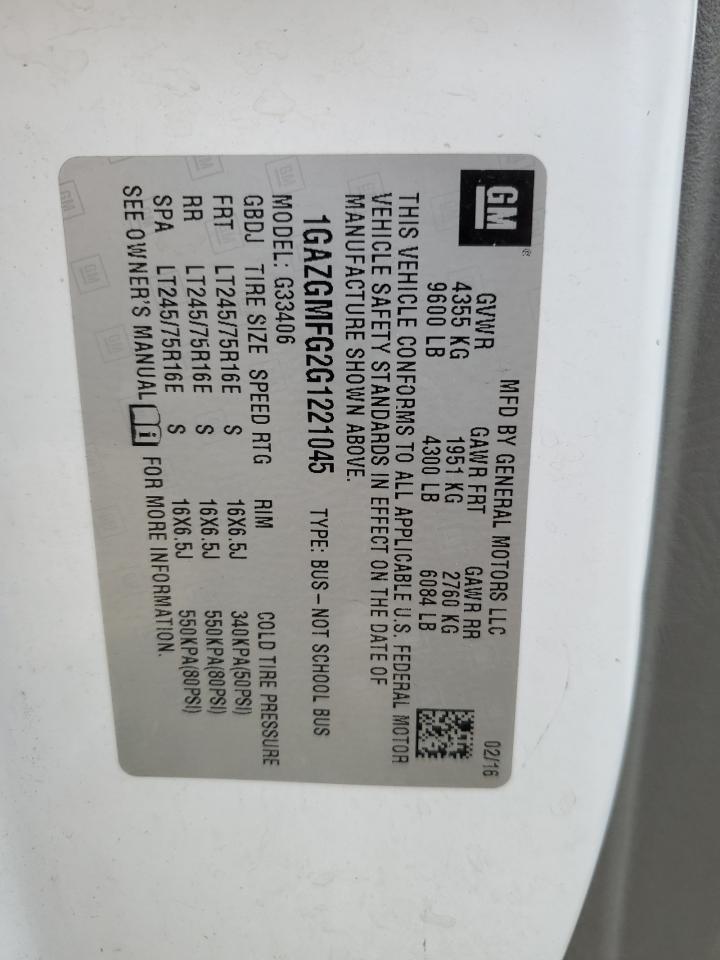 GM
®
MFD BY GENERAL MOTORS LLC 02/16
GVWR GAWR FRT GAWR RR
4355 KG 1951 KG 2760 KG
9600 LB 4300 LB 6084 LB
THIS VEHICLE CONFORMS TO ALL APPLICABLE U.S. FEDERAL MOTOR
VEHICLE SAFETY STANDARDS IN EFFECT ON THE DATE OF
MANUFACTURE SHOWN ABOVE.
1GAZGMFG2G1221045 TYPE: BUS–NOT SCHOOL BUS
MODEL: G33406
GBDJ TIRE SIZE SPEED RTG RIM COLD TIRE PRESSURE
FRT LT245/75R16E S 16X6.5J 340KPA(50PSI)
RR LT245/75R16E S 16X6.5J 550KPA(80PSI)
SPA LT245/75R16E S 16X6.5J 550KPA(80PSI)
SEE OWNER'S MANUAL i FOR MORE INFORMATION.